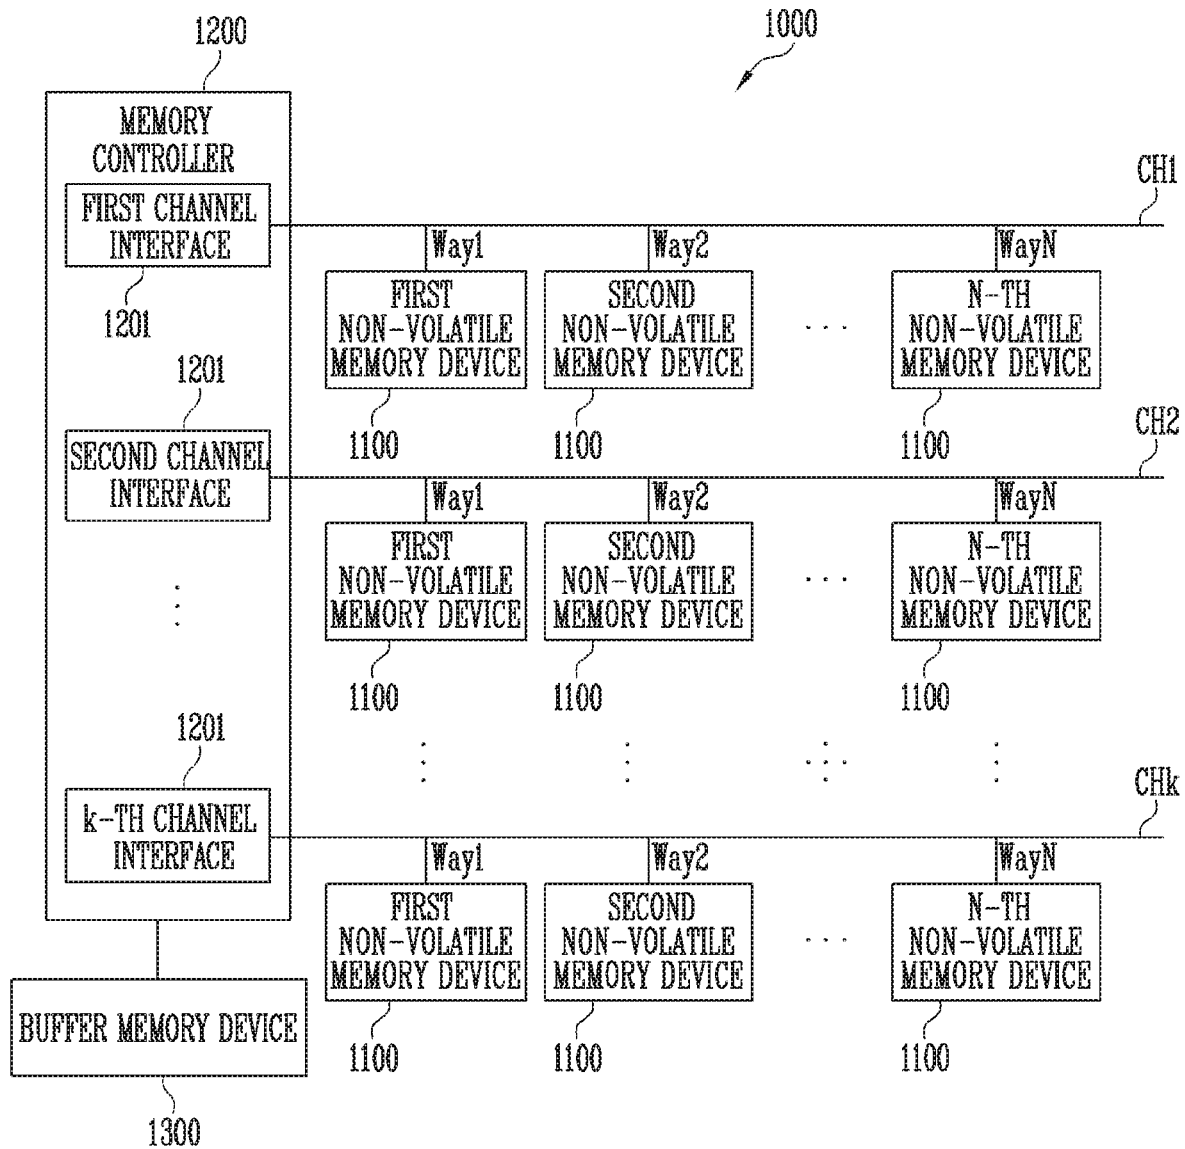 1200
1000
MEMORY
CONTROLLER
CH1
FIRST CHANNEL
INTERFACE
1201
Way1
Way2
WayN
FIRST
NON-VOLATILE
MEMORY DEVICE
SECOND
NON-VOLATILE
MEMORY DEVICE
. . .
N-TH
NON-VOLATILE
MEMORY DEVICE
1100
1100
1100
1201
CH2
SECOND CHANNEL
INTERFACE
Way1
Way2
WayN
FIRST
NON-VOLATILE
MEMORY DEVICE
SECOND
NON-VOLATILE
MEMORY DEVICE
. . .
N-TH
NON-VOLATILE
MEMORY DEVICE
1100
1100
1100
1201
CHk
k-TH CHANNEL
INTERFACE
Way1
Way2
WayN
FIRST
NON-VOLATILE
MEMORY DEVICE
SECOND
NON-VOLATILE
MEMORY DEVICE
. . .
N-TH
NON-VOLATILE
MEMORY DEVICE
1100
1100
1100
BUFFER MEMORY DEVICE
1300